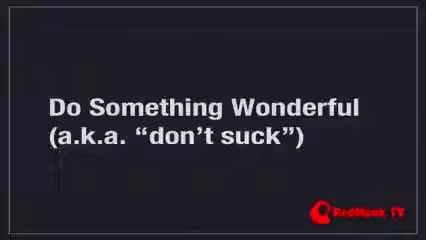 Do Something Wonderful
(a.k.a. “don’t suck”)
RedMonk TV